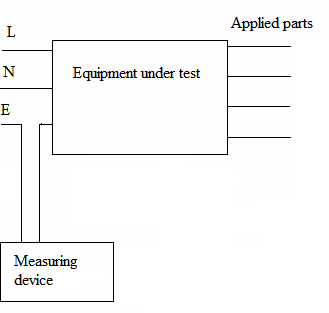 Applied parts
L
N
Equipment under test
E
Measuring
device